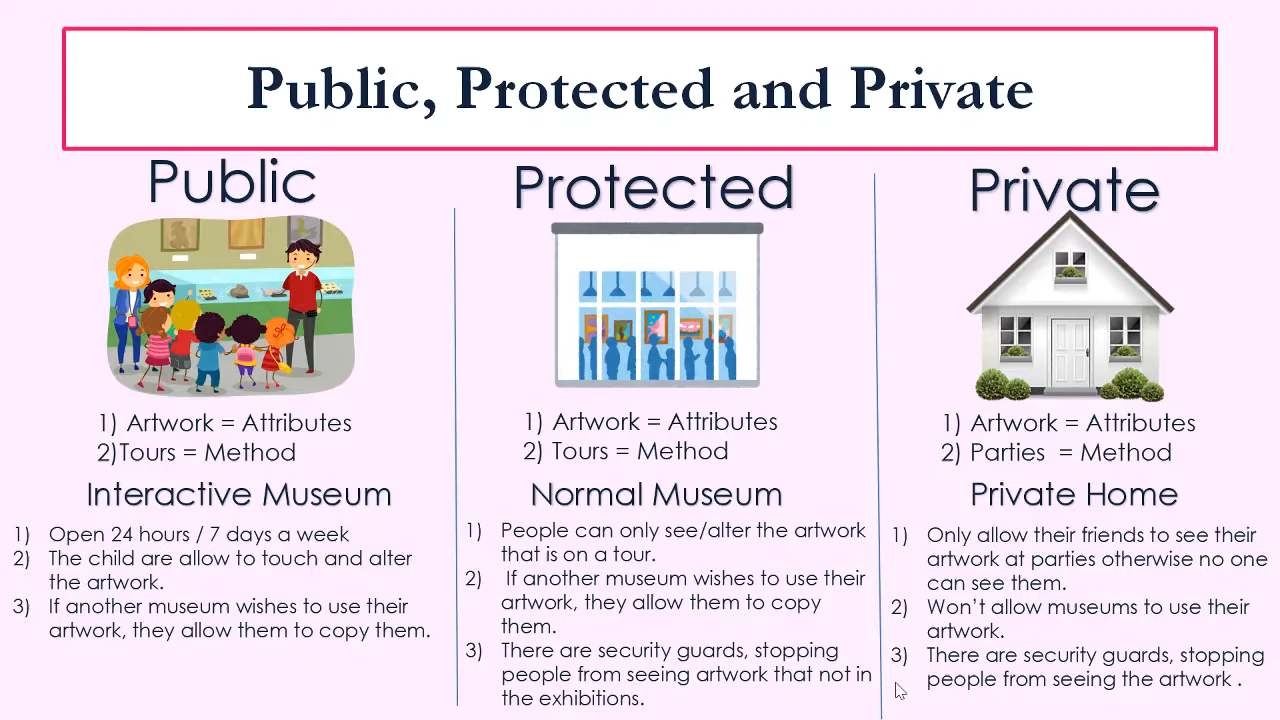 Public, Protected and Private
Public
1) Artwork = Attributes
2)Tours = Method
Interactive Museum
1) Open 24 hours / 7 days a week
2) The child are allow to touch and alter
the artwork.
3) If another museum wishes to use their
artwork, they allow them to copy them.
Protected
1) Artwork = Attributes
2) Tours = Method
Normal Museum
1) People can only see/alter the artwork
that is on a tour.
2) If another museum wishes to use their
artwork, they allow them to copy
them.
3) There are security guards, stopping
people from seeing artwork that not in
the exhibitions.
Private
1) Artwork = Attributes
2) Parties = Method
Private Home
1) Only allow their friends to see their
artwork at parties otherwise no one
can see them.
2) Won’t allow museums to use their
artwork.
3) There are security guards, stopping
people from seeing the artwork .